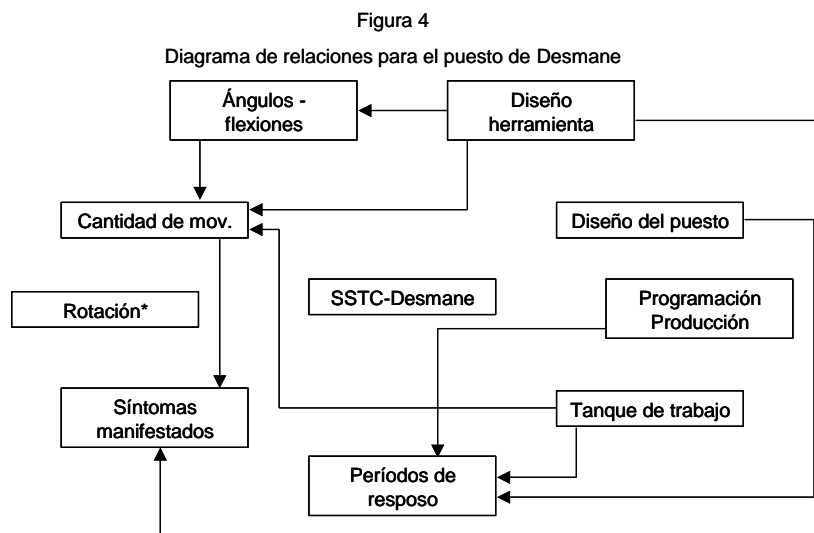 Figura 4
Diagrama de relaciones para el puesto de Desmane
Ángulos -
flexiones
Diseño
herramienta
Cantidad de mov.
Diseño del puesto
Rotación*
SSTC-Desmane
Programación
Producción
Síntomas
manifestados
Tanque de trabajo
Períodos de
resposo